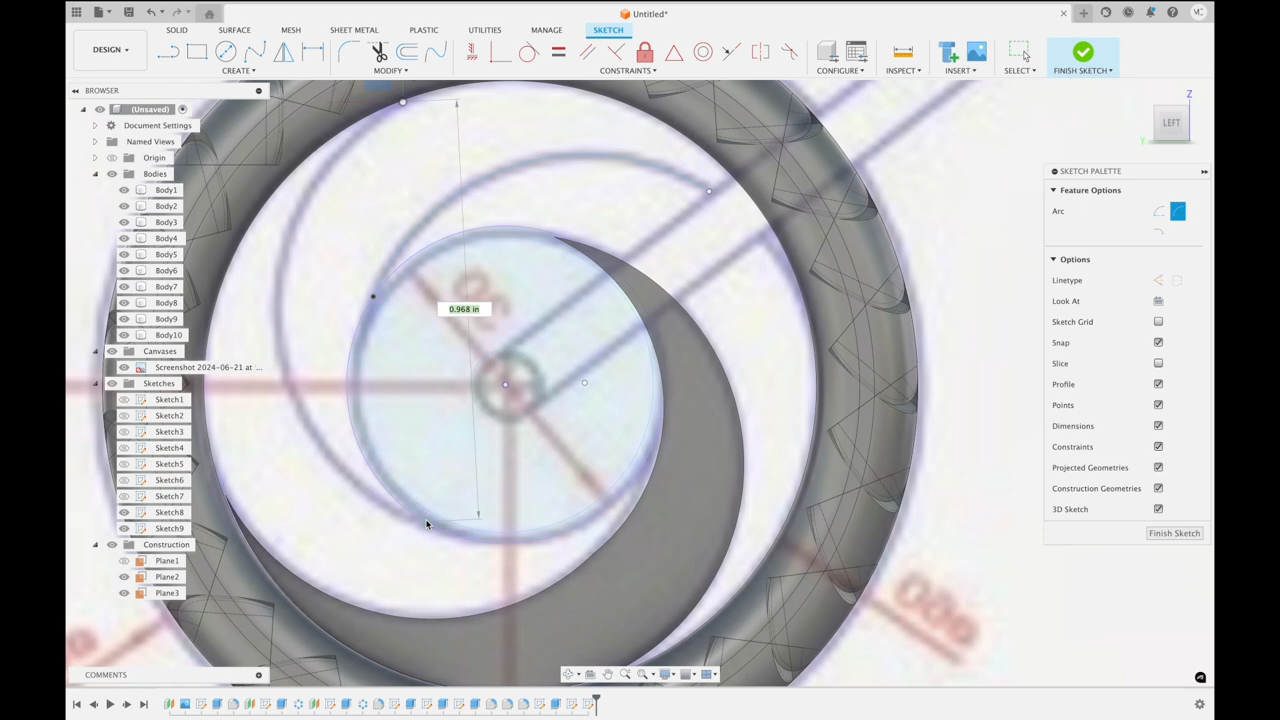 Untitled*
MC
DESIGN
SOLID
SURFACE
MESH
SHEET METAL
PLASTIC
UTILITIES
MANAGE
SKETCH
CREATE
MODIFY
CONSTRAINTS
CONFIGURE
INSPECT
INSERT
SELECT
FINISH SKETCH
BROWSER
(Unsaved)
Document Settings
Named Views
Origin
Bodies
Body1
Body2
Body3
Body4
Body5
Body6
Body7
Body8
Body9
Body10
Canvases
Screenshot 2024-06-21 at ...
Sketches
Sketch1
Sketch2
Sketch3
Sketch4
Sketch5
Sketch6
Sketch7
Sketch8
Sketch9
Construction
Plane1
Plane2
Plane3
COMMENTS
0.968 in
Z
LEFT
Y
SKETCH PALETTE
Feature Options
Arc
Options
Linetype
Look At
Sketch Grid
Snap
Slice
Profile
Points
Dimensions
Constraints
Projected Geometries
Construction Geometries
3D Sketch
Finish Sketch